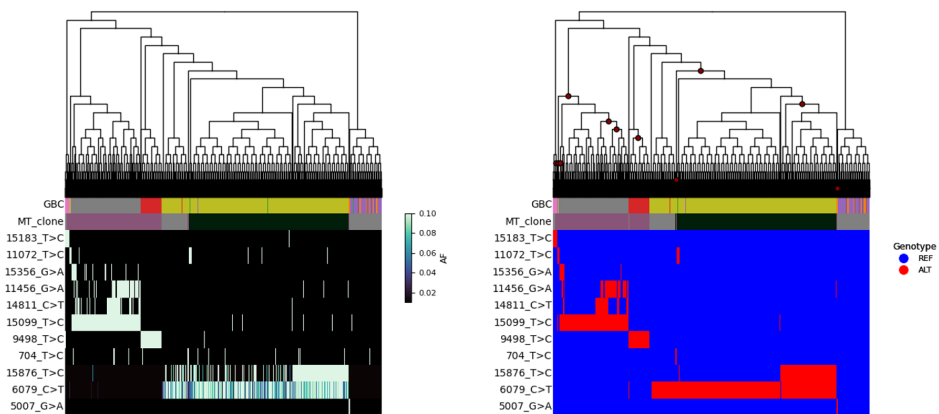 GBC
MT_clone
15183_T>C
11072_T>C
15356_G>A
11456_G>A
14811_C>T
15099_T>C
9498_T>C
704_T>C
15876_T>C
6079_C>T
5007_G>A
0.10
0.08
0.06
0.04
0.02
AF
GBC
MT_clone
15183_T>C
11072_T>C
15356_G>A
11456_G>A
14811_C>T
15099_T>C
9498_T>C
704_T>C
15876_T>C
6079_C>T
5007_G>A
Genotype
REF
ALT